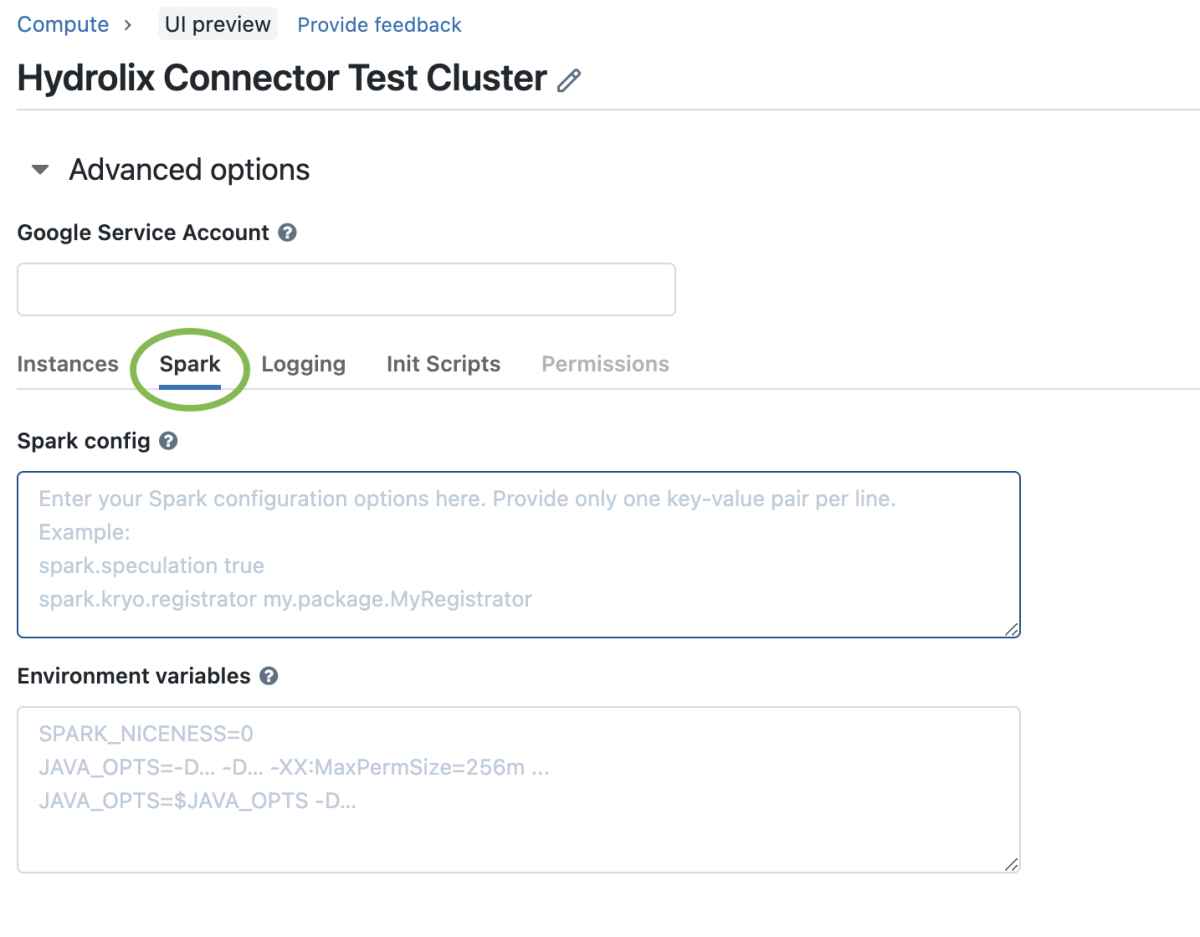 Compute › UI preview Provide feedback
Hydrolix Connector Test Cluster
Advanced options
Google Service Account ?
Instances Spark Logging Init Scripts Permissions
Spark config ?
Enter your Spark configuration options here. Provide only one key-value pair per line.
Example:
spark.speculation true
spark.kryo.registrator my.package.MyRegistrator
Environment variables ?
SPARK_NICENESS=0
JAVA_OPTS=-D... -D... -XX:MaxPermSize=256m ...
JAVA_OPTS=$JAVA_OPTS -D...